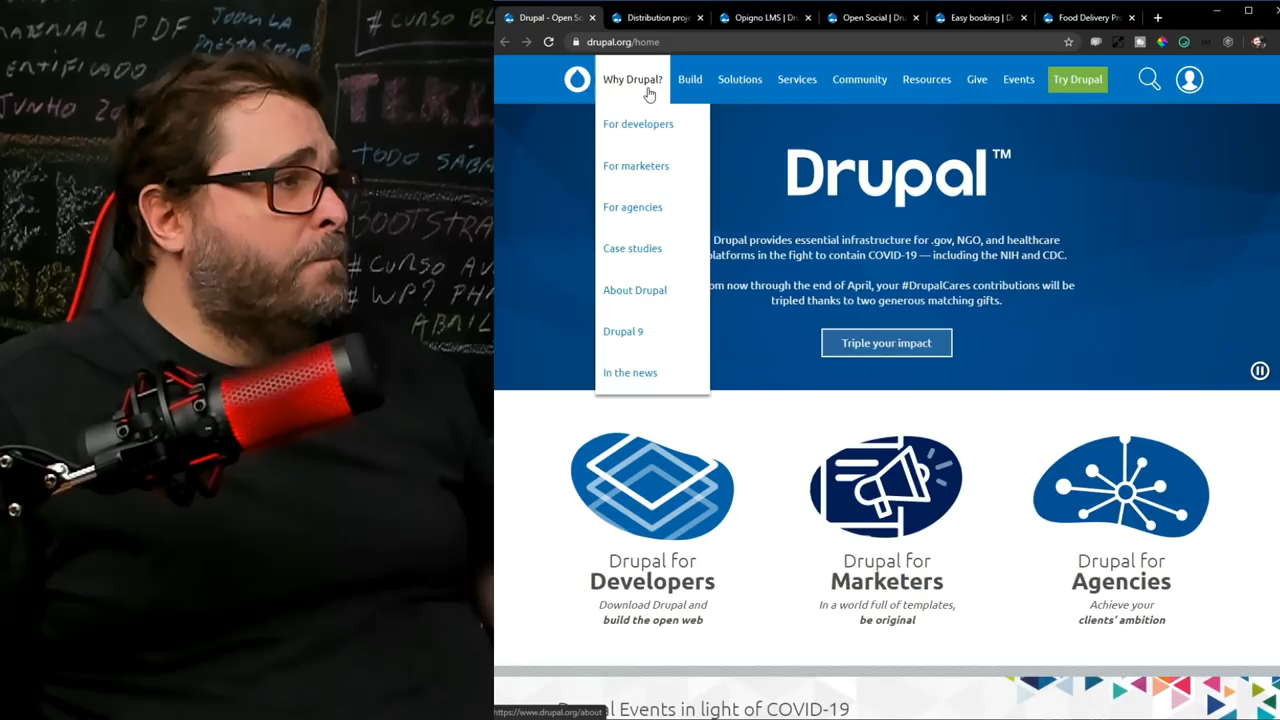 MATERIAL PDF
JOOMLA
PRESTASHOP
JUNHO
# CURSO
TODO SÁBA
BOOTSTRA
# CURSO AV
ABRIL
Drupal - Open So
Distribution proj
Opigno LMS | Dr
Open Social | Dru
Easy booking | D
Food Delivery Pr
drupal.org/home
Why Drupal?
Build
Solutions
Services
Community
Resources
Give
Events
Try Drupal
For developers
For marketers
For agencies
Case studies
About Drupal
Drupal 9
In the news
Drupal™
Drupal provides essential infrastructure for .gov, NGO, and healthcare
latforms in the fight to contain COVID-19 — including the NIH and CDC.
om now through the end of April, your #DrupalCares contributions will be
tripled thanks to two generous matching gifts.
Triple your impact
Drupal for
Developers
Download Drupal and
build the open web
Drupal for
Marketers
In a world full of templates,
be original
Drupal for
Agencies
Achieve your
clients' ambition
l Events in light of COVID-19
https://www.drupal.org/about